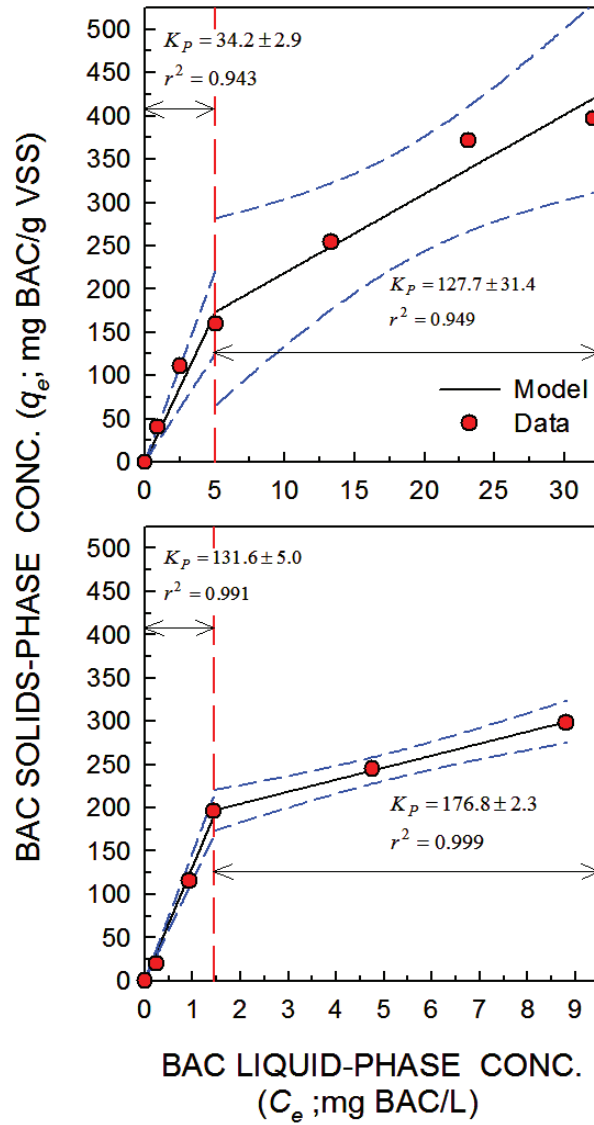 BAC SOLIDS-PHASE CONC. (qₑ; mg BAC/g VSS)
500
450
400
350
300
250
200
150
100
50
0
K_P = 34.2 ± 2.9
r² = 0.943
K_P = 127.7 ± 31.4
r² = 0.949
Model
Data
0 5 10 15 20 25 30
500
450
400
350
300
250
200
150
100
50
0
K_P = 131.6 ± 5.0
r² = 0.991
K_P = 176.8 ± 2.3
r² = 0.999
0 1 2 3 4 5 6 7 8 9
BAC LIQUID-PHASE CONC.
(Cₑ ;mg BAC/L)